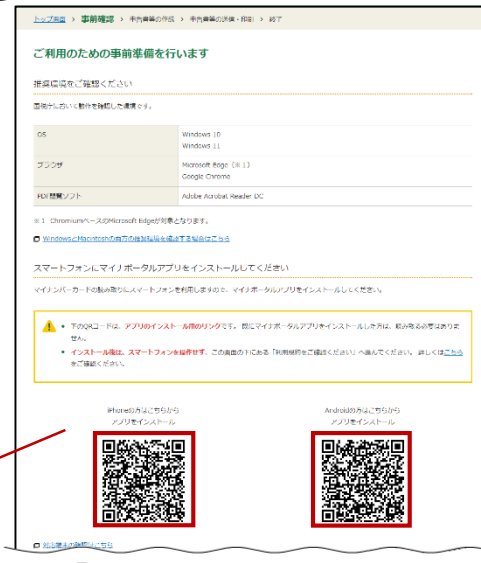 トップ画面 > 事前確認 > 申告書等の作成 > 申告書等の送信・印刷 > 終了
ご利用のための事前準備を行います
推奨環境をご確認ください
国税庁において動作を確認した環境です。
OS
Windows 10
Windows 11
ブラウザ
Microsoft Edge（※1）
Google Chrome
PDF閲覧ソフト
Adobe Acrobat Reader DC
※1 ChromiumベースのMicrosoft Edgeが対象となります。
WindowsとMacintoshの両方の推奨環境を確認する場合はこちら
スマートフォンにマイナポータルアプリをインストールしてください
マイナンバーカードの読み取りにスマートフォンを利用しますので、マイナポータルアプリをインストールしてください。
• 下のQRコードは、アプリのインストール用のリンクです。既にマイナポータルアプリをインストールした方は、読み取る必要はありま
せん。
• インストール後は、スマートフォンを操作せず、この画面の下にある「利用規約をご確認ください」へ進んでください。詳しくはこちら
をご確認ください。
iPhoneの方はこちらから
アプリをインストール
Androidの方はこちらから
アプリをインストール
対応端末の確認はこちら